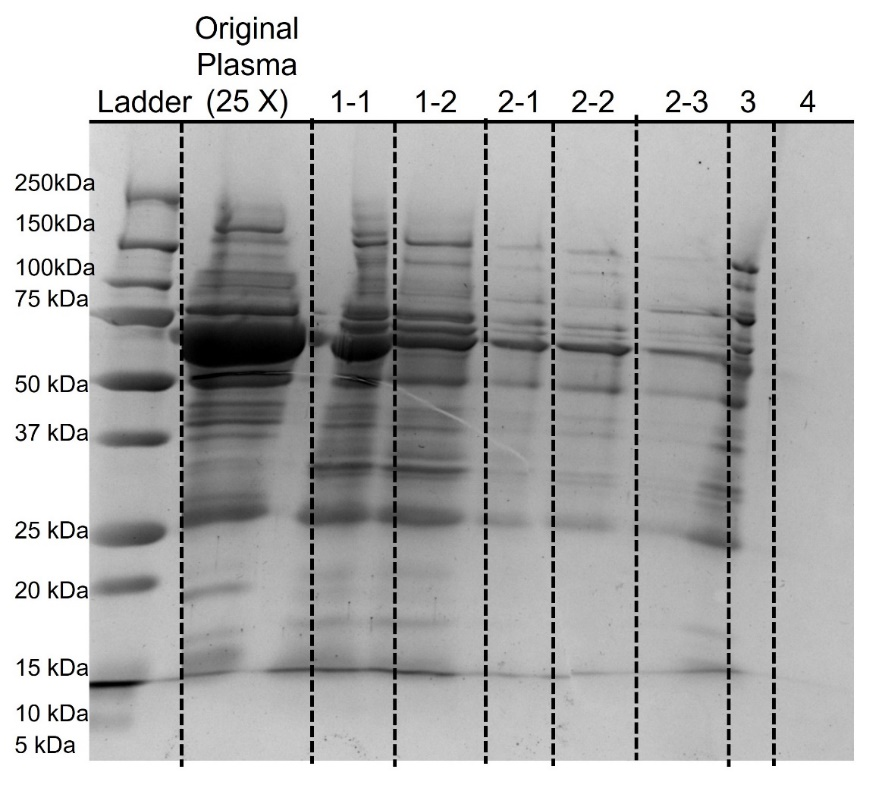 Original
Plasma
Ladder (25 X) 1-1 1-2 2-1 2-2 2-3 3 4
250kDa
150kDa
100kDa
75 kDa
50 kDa
37 kDa
25 kDa
20 kDa
15 kDa
10 kDa
5 kDa